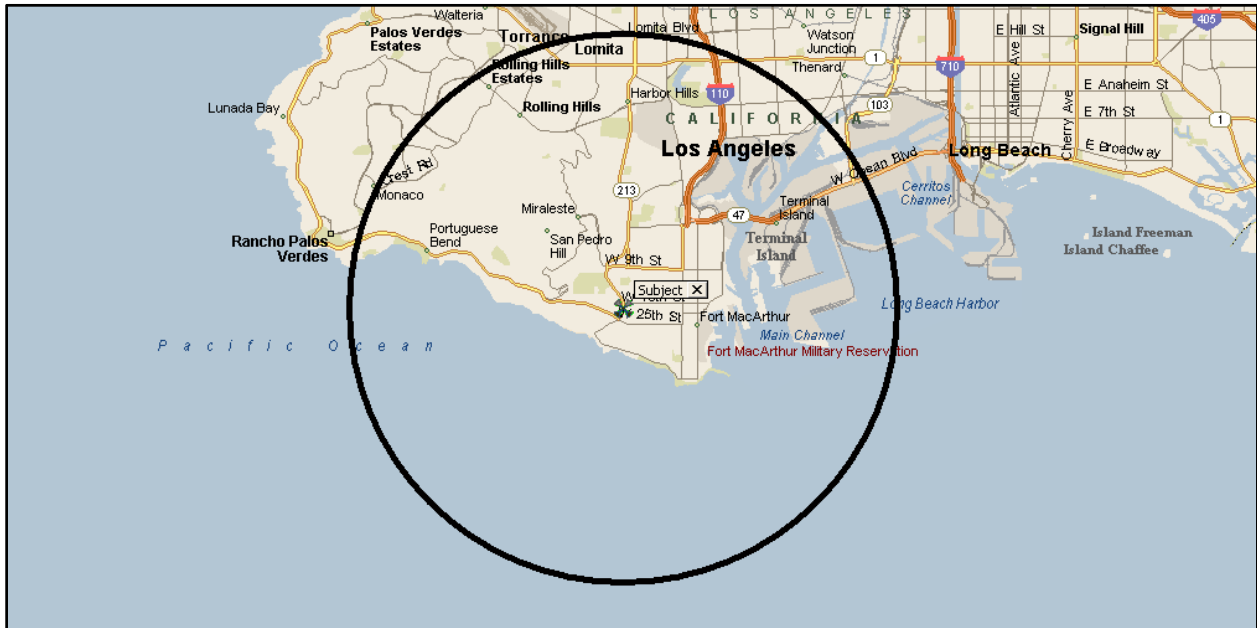 LOS ANGELES
405
Walteria
Lomita Blvd
E Hill St
Signal Hill
Palos Verdes
Estates
Torrance
Lomita
Watson
Junction
1
710
Atlantic Ave
Rolling Hills
Estates
Thenard
E Anaheim St
Lunada Bay
Rolling Hills
Harbor Hills
110
103
E 7th St
1
CALIFORNIA
Cherry Ave
Los Angeles
Long Beach
E Broadway
Crest Rd
W Ocean Blvd
Monaco
213
Cerritos
Channel
Miraleste
47
Terminal
Island
Portuguese
Bend
San Pedro
Hill
Terminal
Island
Island Freeman
Island Chaffee
Rancho Palos
Verdes
W 9th St
Subject X
Long Beach Harbor
25th St
Fort MacArthur
Main Channel
Pacific Ocean
Fort MacArthur Military Reservation